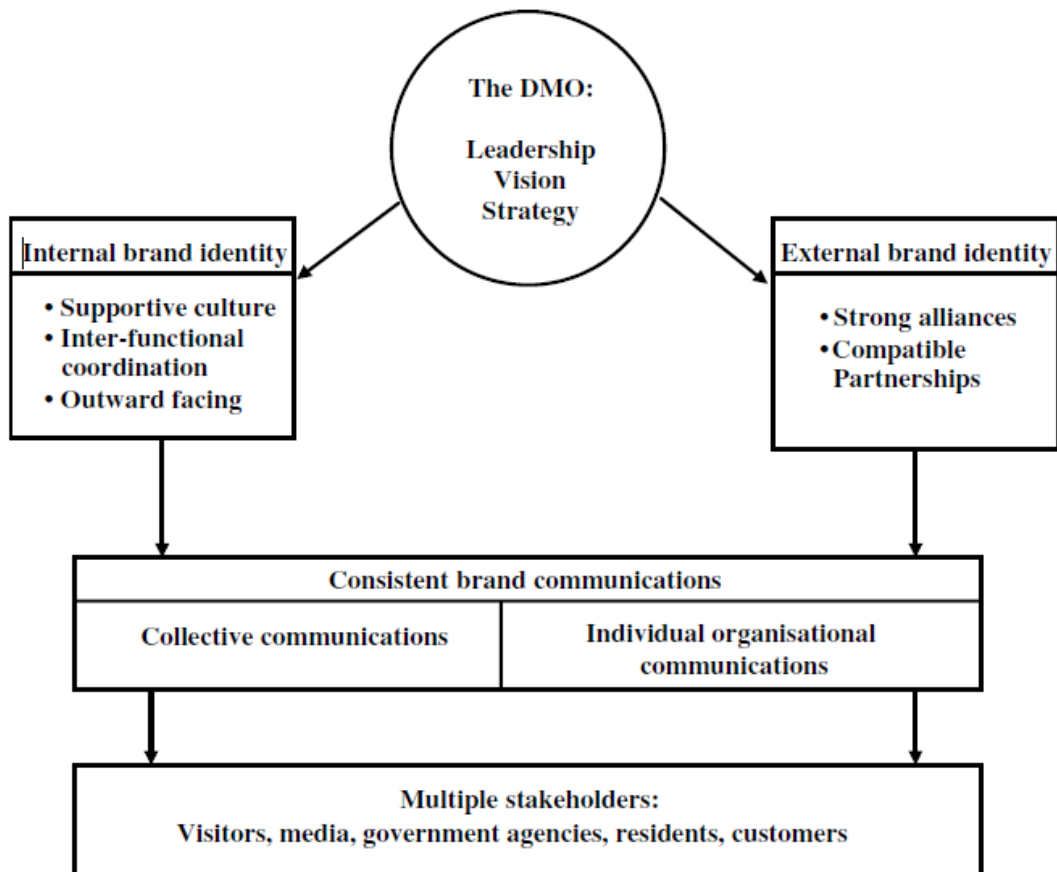 The DMO:
Leadership
Vision
Strategy
Internal brand identity
• Supportive culture
• Inter-functional
coordination
• Outward facing
External brand identity
• Strong alliances
• Compatible
Partnerships
Consistent brand communications
Collective communications
Individual organisational
communications
Multiple stakeholders:
Visitors, media, government agencies, residents, customers